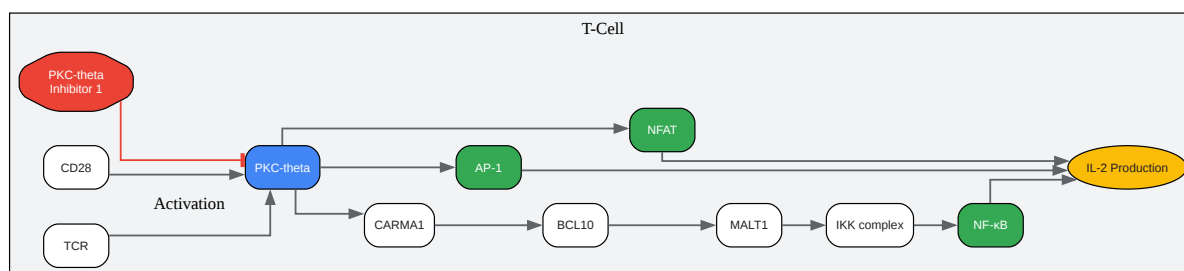 T-Cell
PKC-theta
Inhibitor 1
NFAT
CD28
PKC-theta
AP-1
IL-2 Production
Activation
TCR
CARMA1
BCL10
MALT1
IKK complex
NF-κB